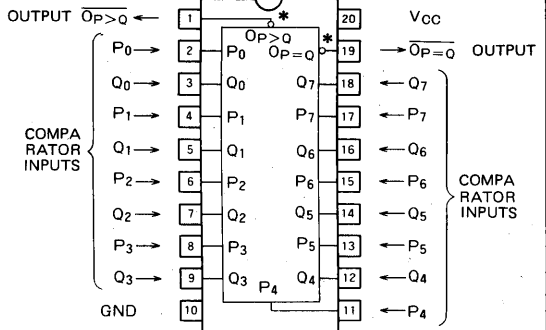 OUTPUT O̅P̅>̅Q̅ ← 1 * 20 VCC
OP>Q *
P0 → 2 P0 OP=Q 19 → O̅P̅=̅Q̅ OUTPUT
Q0 → 3 Q0 Q7 18 ← Q7
P1 → 4 P1 P7 17 ← P7
COMPA
RATOR
INPUTS
Q1 → 5 Q1 Q6 16 ← Q6
P2 → 6 P2 P6 15 ← P6
COMPA
RATOR
INPUTS
Q2 → 7 Q2 Q5 14 ← Q5
P3 → 8 P3 P5 13 ← P5
Q3 → 9 Q3 Q4 12 ← Q4
P4
GND 10 11 ← P4